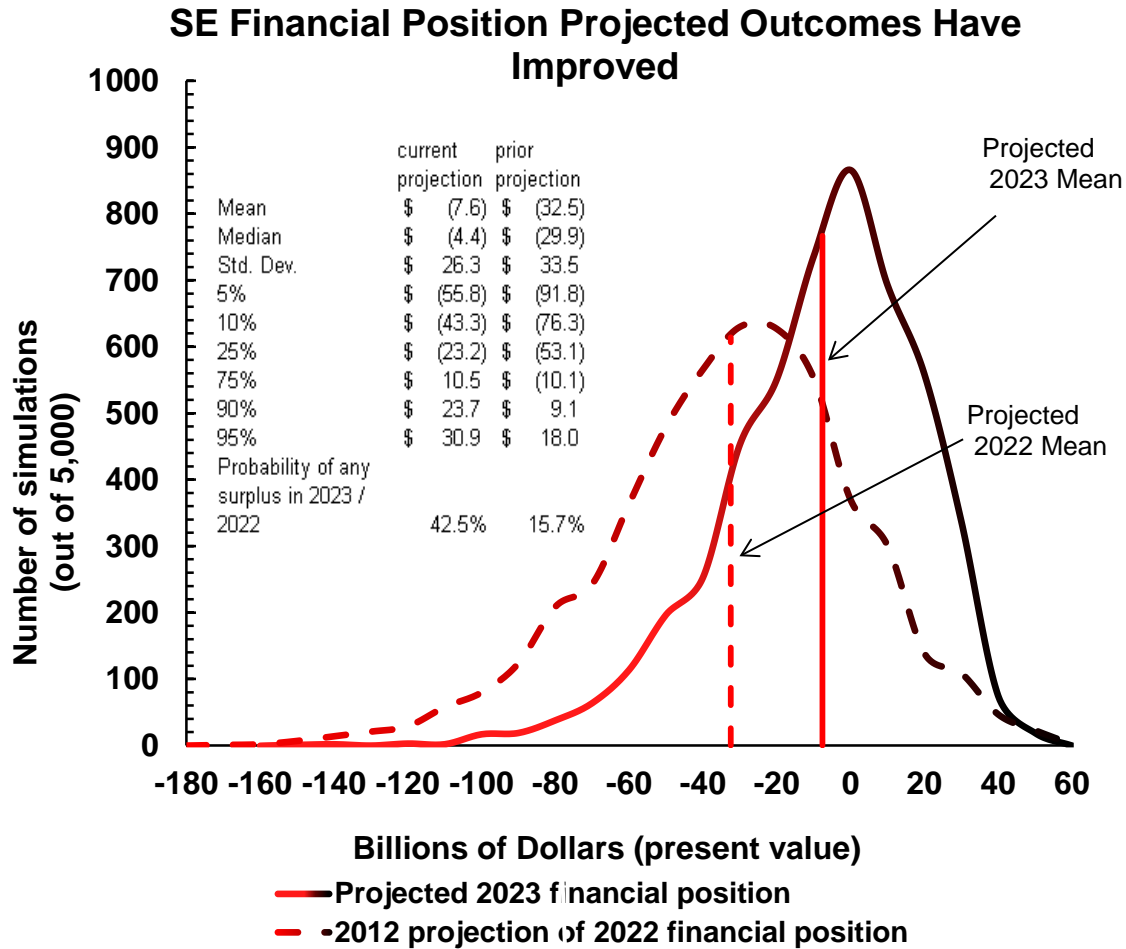 SE Financial Position Projected Outcomes Have
Improved
1000
900
800
700
600
500
400
300
200
100
0
Number of simulations
(out of 5,000)
current prior
projection projection
Mean $ (7.6) $ (32.5)
Median $ (4.4) $ (29.9)
Std. Dev. $ 26.3 $ 33.5
5% $ (55.8) $ (91.8)
10% $ (43.3) $ (76.3)
25% $ (23.2) $ (53.1)
75% $ 10.5 $ (10.1)
90% $ 23.7 $ 9.1
95% $ 30.9 $ 18.0
Probability of any
surplus in 2023 /
2022 42.5% 15.7%
Projected
2023 Mean
Projected
2022 Mean
-180 -160 -140 -120 -100 -80 -60 -40 -20 0 20 40 60
Billions of Dollars (present value)
Projected 2023 financial position
2012 projection of 2022 financial position